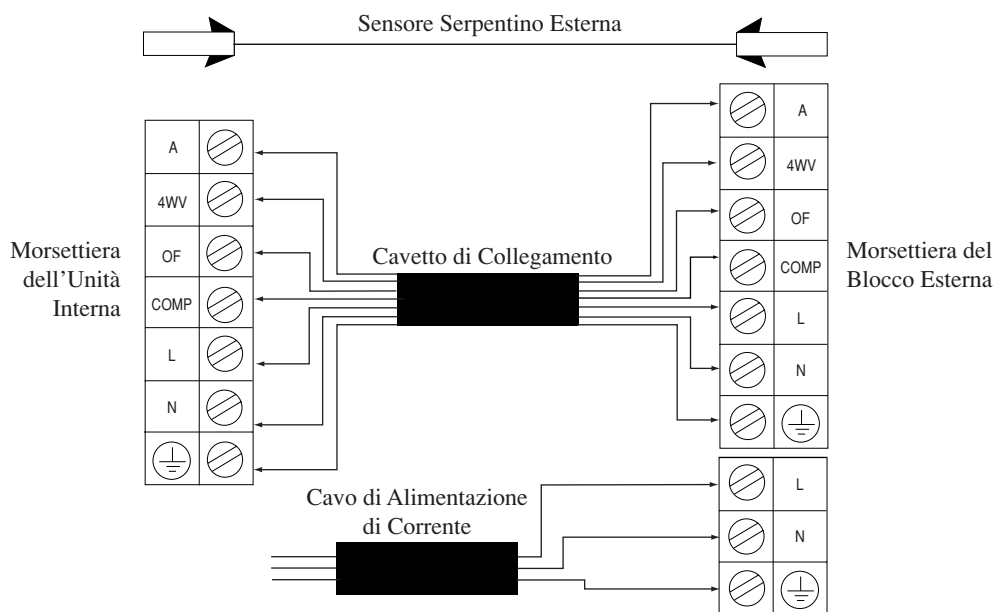 Sensore Serpentino Esterna
A
4WV
OF
COMP
L
N
Morsettiera
dell'Unità
Interna
Cavetto di Collegamento
A
4WV
OF
COMP
L
N
Morsettiera del
Blocco Esterna
Cavo di Alimentazione
di Corrente
L
N